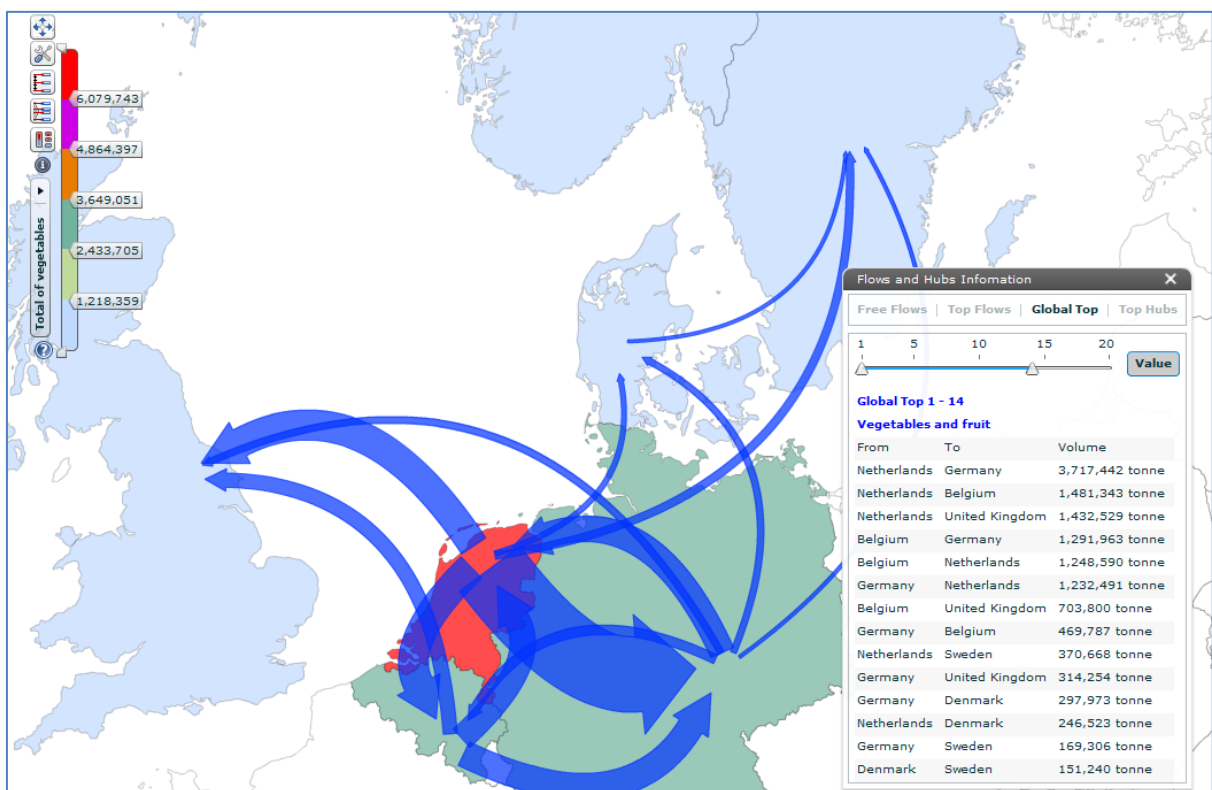 6,079,743
4,864,397
3,649,051
2,433,705
1,218,359
Total of vegetables
Flows and Hubs Infomation
Free Flows | Top Flows | Global Top | Top Hubs
1 5 10 15 20
Value
Global Top 1 - 14
Vegetables and fruit
From To Volume
Netherlands Germany 3,717,442 tonne
Netherlands Belgium 1,481,343 tonne
Netherlands United Kingdom 1,432,529 tonne
Belgium Germany 1,291,963 tonne
Belgium Netherlands 1,248,590 tonne
Germany Netherlands 1,232,491 tonne
Belgium United Kingdom 703,800 tonne
Germany Belgium 469,787 tonne
Netherlands Sweden 370,668 tonne
Germany United Kingdom 314,254 tonne
Germany Denmark 297,973 tonne
Netherlands Denmark 246,523 tonne
Germany Sweden 169,306 tonne
Denmark Sweden 151,240 tonne